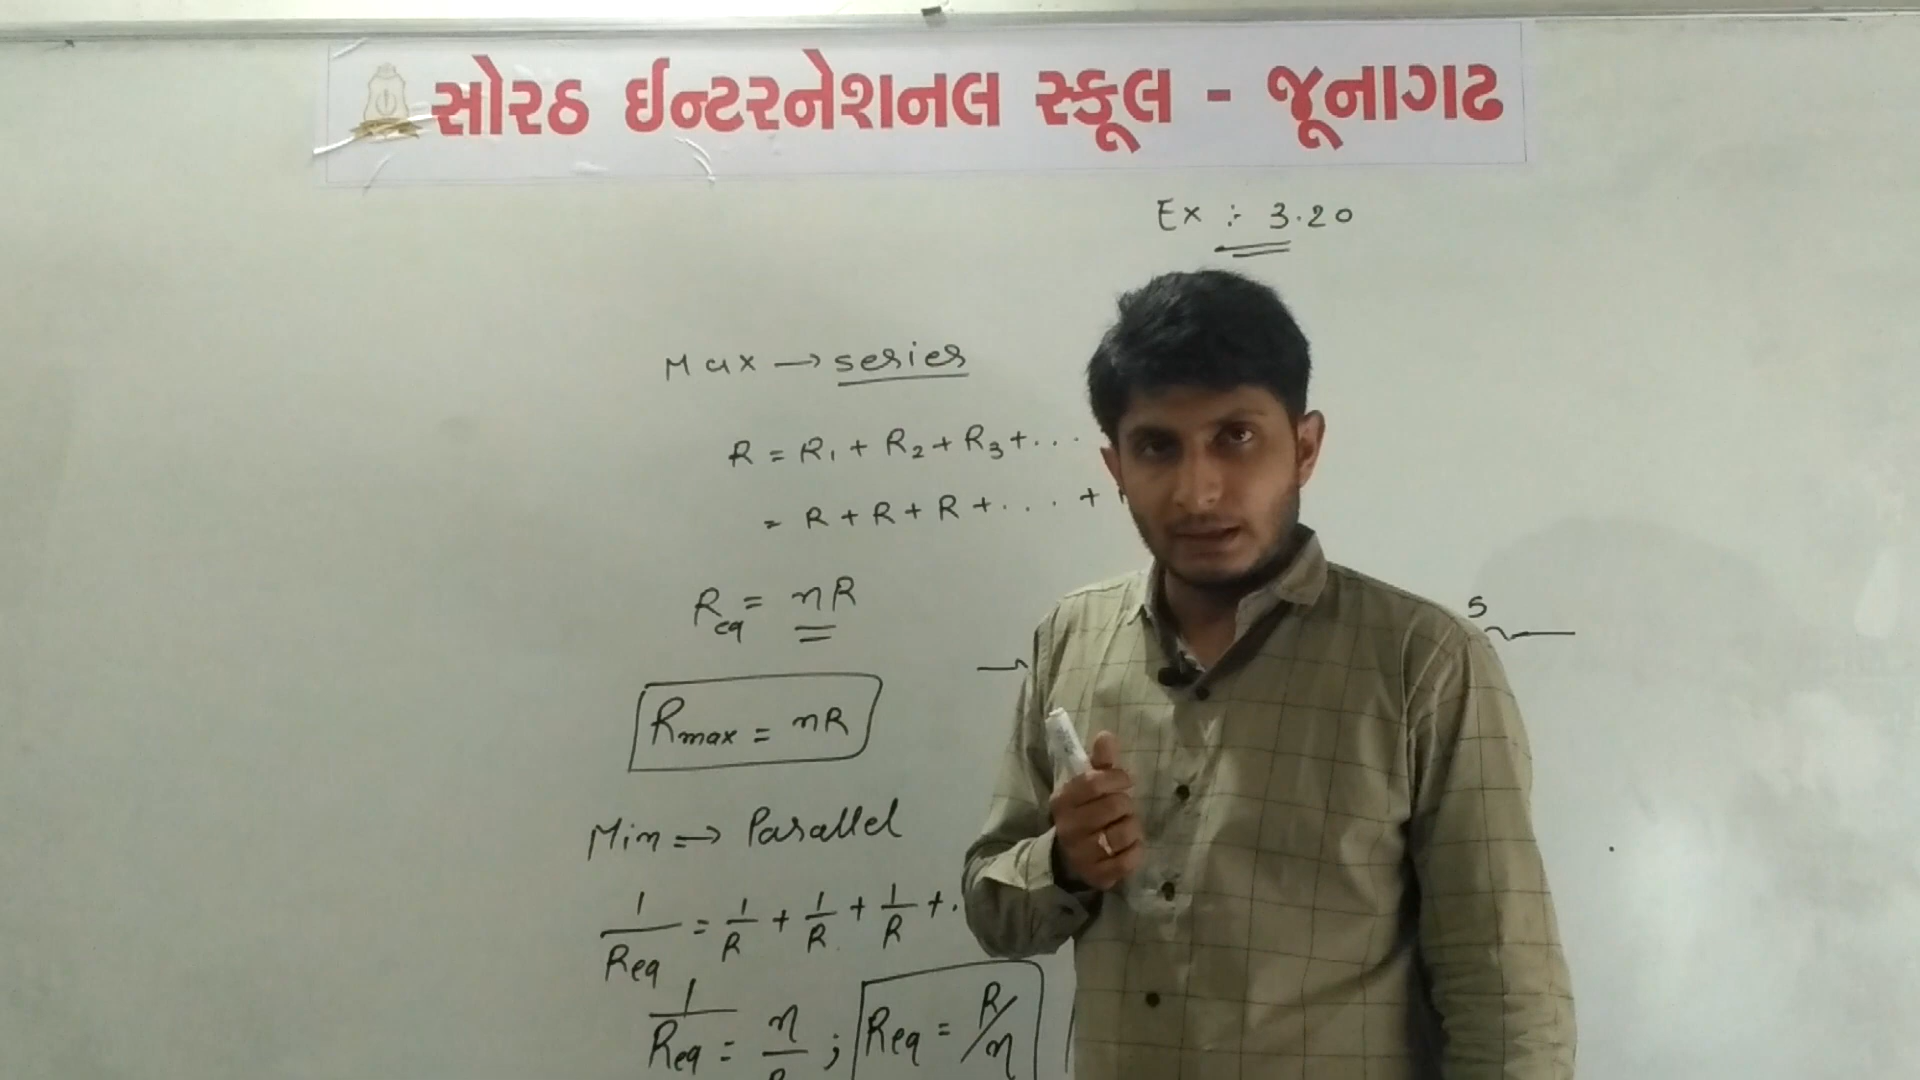 સોરઠ ઈન્ટરનેશનલ સ્કૂલ - જૂનાગઢ
Ex :- 3.20
Max → series
R = R₁ + R₂ + R₃ + ...
= R + R + R + .... +
Req = nR
Rmax = nR
Min ⇒ Parallel
1/Req = 1/R + 1/R + 1/R + .
1/Req = n/R ; Req = R/n
5